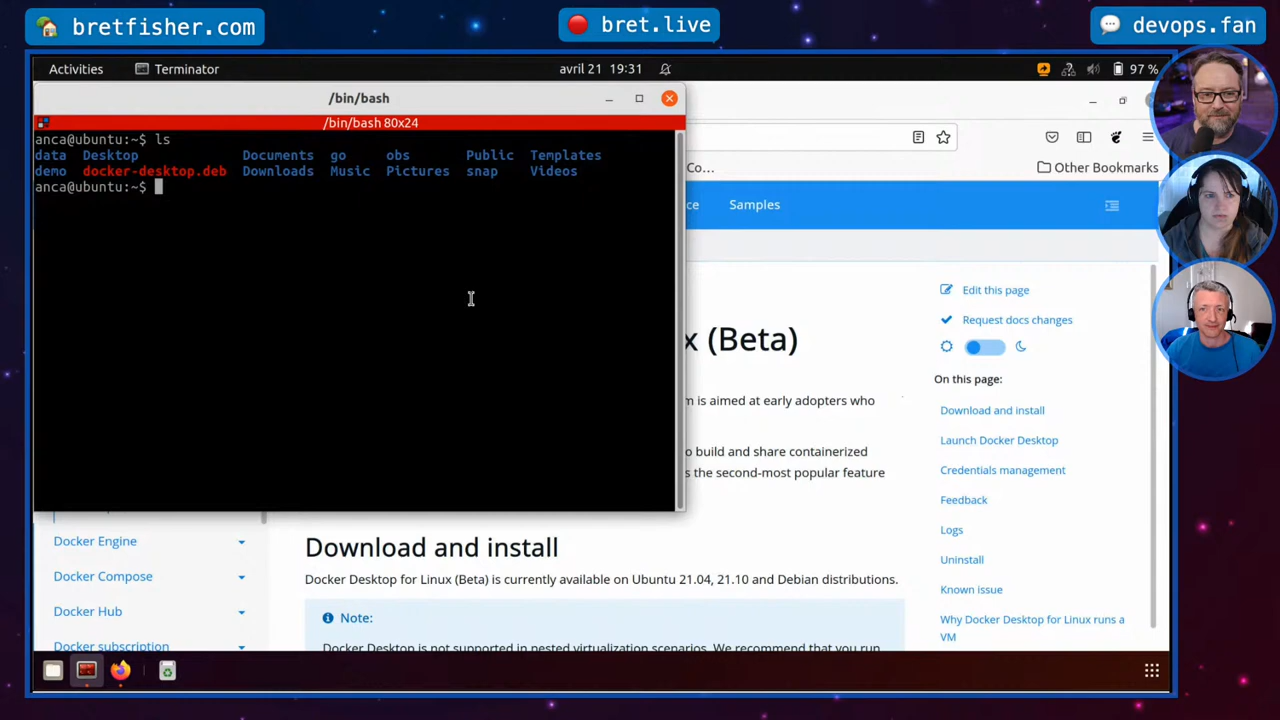 bretfisher.com
bret.live
devops.fan
Activities
Terminator
avril 21 19:31
97 %
/bin/bash
/bin/bash 80x24
anca@ubuntu:~$ ls
data Desktop Documents go obs Public Templates
demo docker-desktop.deb Downloads Music Pictures snap Videos
anca@ubuntu:~$
Co…
Other Bookmarks
ce
Samples
x (Beta)
m is aimed at early adopters who
o build and share containerized
s the second-most popular feature
Edit this page
Request docs changes
On this page:
Download and install
Launch Docker Desktop
Credentials management
Feedback
Logs
Uninstall
Known issue
Why Docker Desktop for Linux runs a
VM
Docker Engine
Docker Compose
Docker Hub
Docker subscription
Download and install
Docker Desktop for Linux (Beta) is currently available on Ubuntu 21.04, 21.10 and Debian distributions.
Note:
Docker Desktop is not supported in nested virtualization scenarios. We recommend that you run